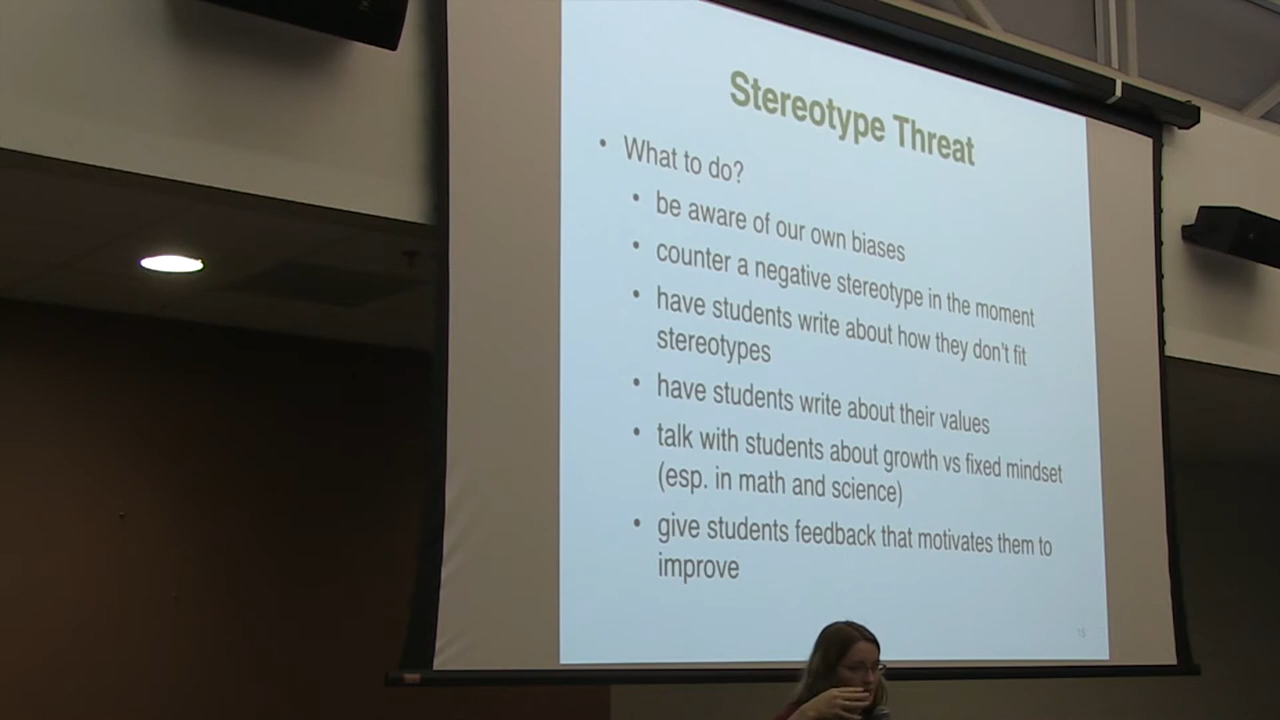 Stereotype Threat
• What to do?
• be aware of our own biases
• counter a negative stereotype in the moment
• have students write about how they don't fit
stereotypes
• have students write about their values
• talk with students about growth vs fixed mindset
(esp. in math and science)
• give students feedback that motivates them to
improve
15